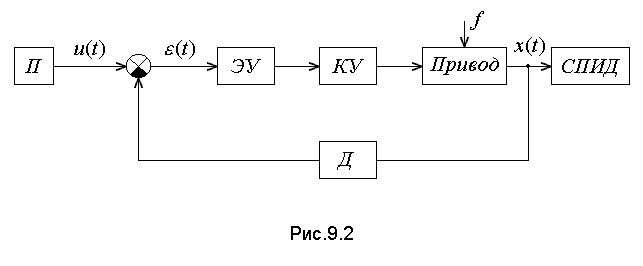 f
u(t) ε(t) x(t)
П ЭУ КУ Привод СПИД
Д
Рис.9.2